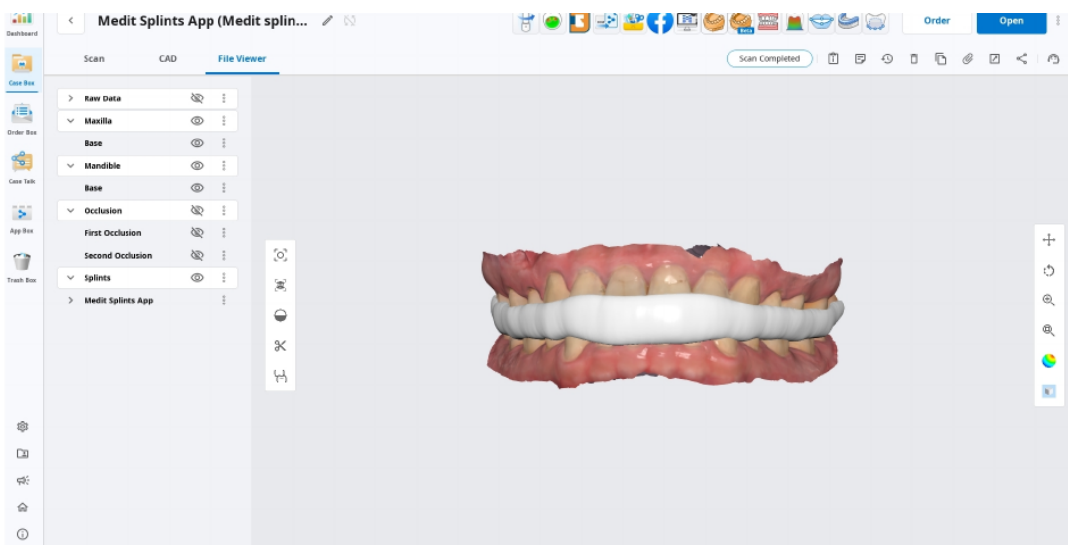 Medit Splints App (Medit splin...
Order
Open
Dashboard
Case Box
Order Box
Case Talk
App Box
Trash Box
Scan
CAD
File Viewer
Scan Completed
Raw Data
Maxilla
Base
Mandible
Base
Occlusion
First Occlusion
Second Occlusion
Splints
Medit Splints App
Beta